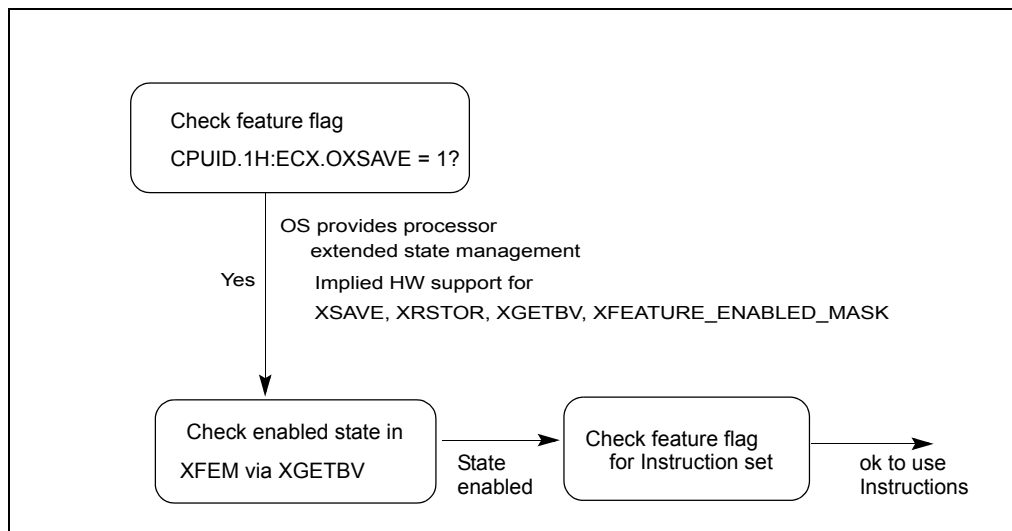 Check feature flag
CPUID.1H:ECX.OXSAVE = 1?
OS provides processor
extended state management
Yes
Implied HW support for
XSAVE, XRSTOR, XGETBV, XFEATURE_ENABLED_MASK
Check enabled state in
XFEM via XGETBV
State
enabled
Check feature flag
for Instruction set
ok to use
Instructions